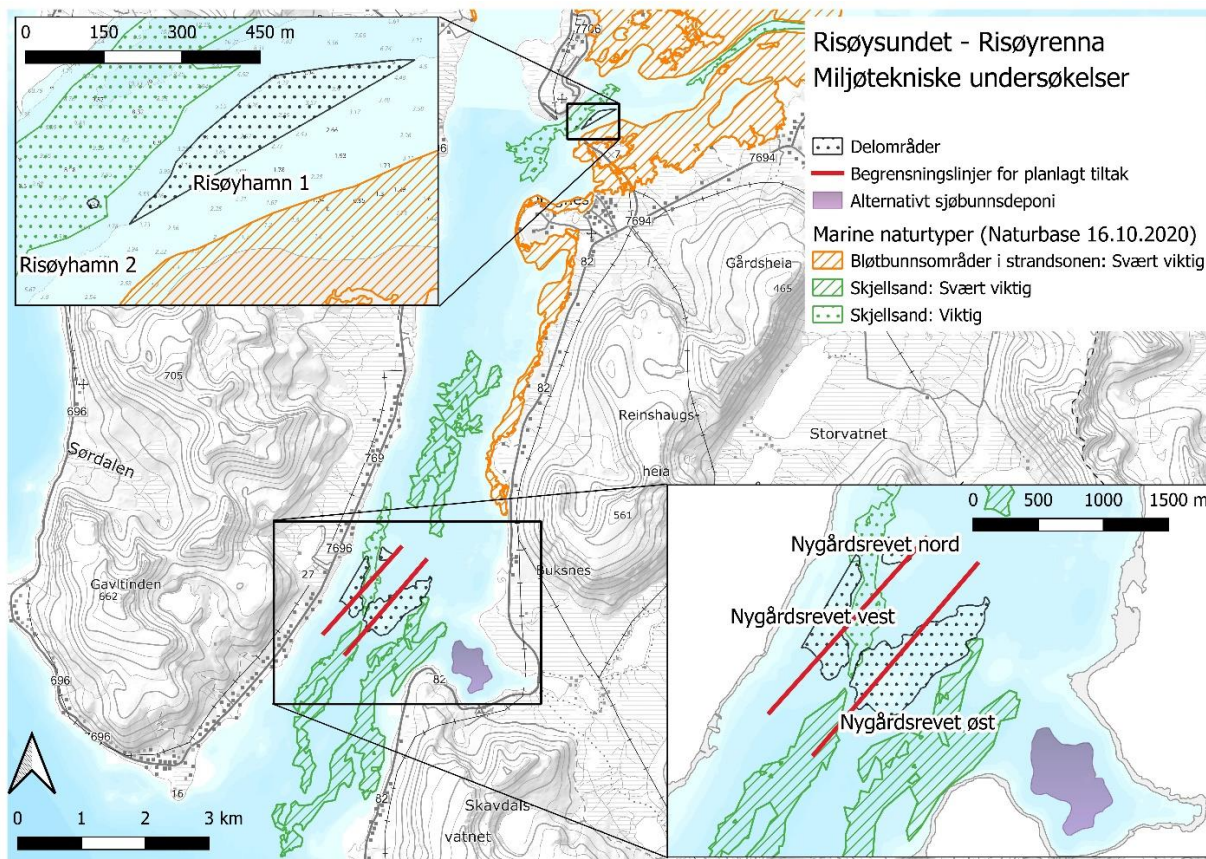 Risøysundet - Risøyrenna
Miljøtekniske undersøkelser
Delområder
Begrensningslinjer for planlagt tiltak
Alternativt sjøbunnsdeponi
Marine naturtyper (Naturbase 16.10.2020)
Bløtbunnsområder i strandsonen: Svært viktig
Skjellsand: Svært viktig
Skjellsand: Viktig
0 150 300 450 m
Risøyhamn 1
Risøyhamn 2
7706
7694
7694
82
Gårdsheia
465
705
696
Sørdalen
769
82
Reinshaugs-
heia
Storvatnet
561
Buksnes
7696
27
Gavltinden
662
696
696
16
82
82
Skavdals
vatnet
0 1 2 3 km
0 500 1000 1500 m
Nygårdsrevet nord
Nygårdsrevet vest
Nygårdsrevet øst